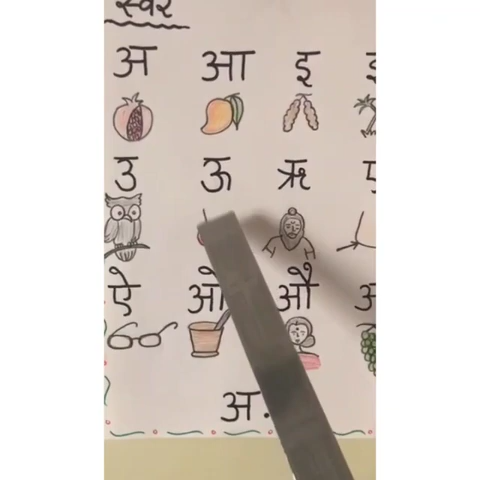 स्वर
अ आ इ
उ ऊ ऋ
ऐ ओ औ
अः